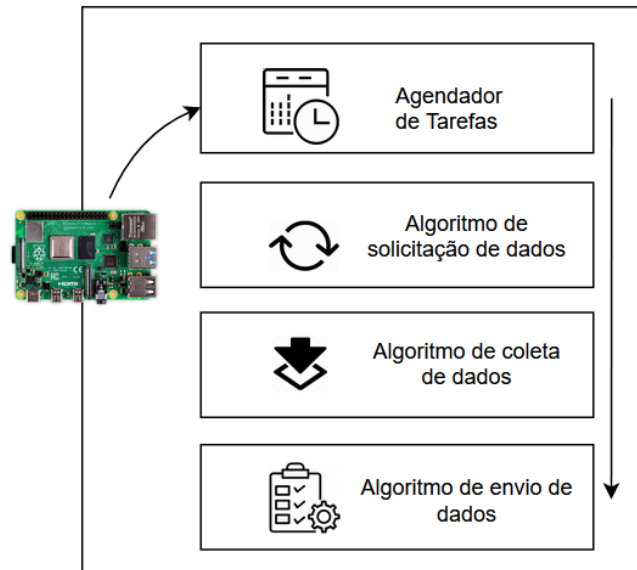 Agendador
de Tarefas
Algoritmo de
solicitação de dados
Algoritmo de coleta
de dados
Algoritmo de envio de
dados